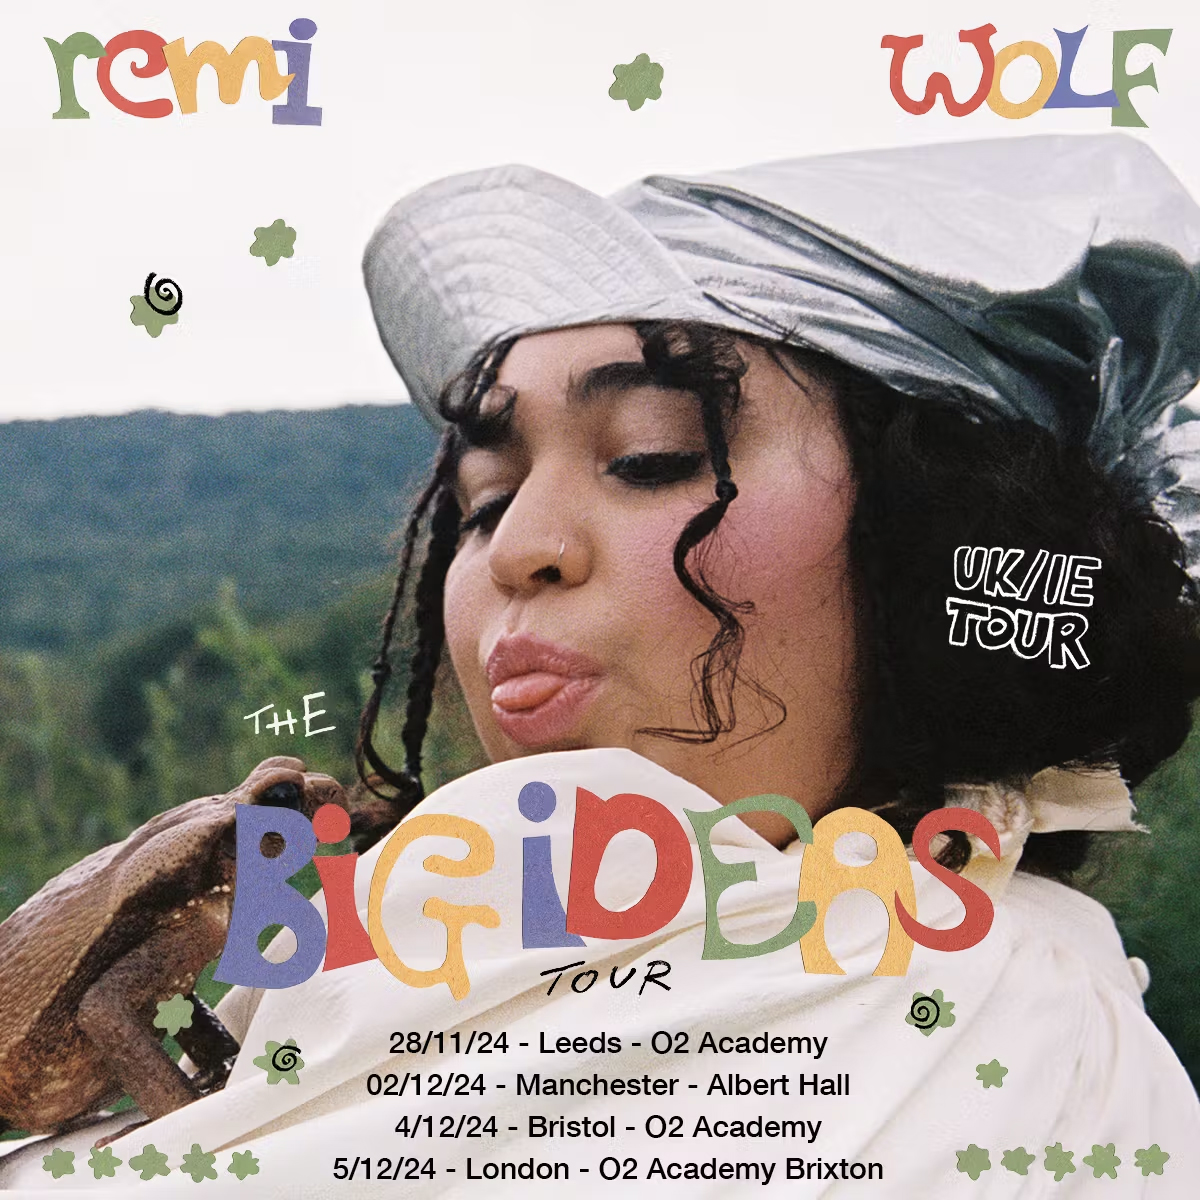 remi
WOLF
UK/IE
TOUR
THE
BiG iDEAS
TOUR
28/11/24 - Leeds - O2 Academy
02/12/24 - Manchester - Albert Hall
4/12/24 - Bristol - O2 Academy
5/12/24 - London - O2 Academy Brixton